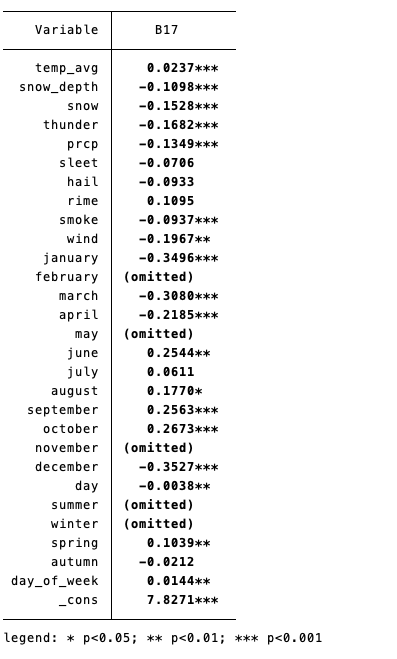 Variable B17
temp_avg 0.0237***
snow_depth -0.1098***
snow -0.1528***
thunder -0.1682***
prcp -0.1349***
sleet -0.0706
hail -0.0933
rime 0.1095
smoke -0.0937***
wind -0.1967**
january -0.3496***
february (omitted)
march -0.3080***
april -0.2185***
may (omitted)
june 0.2544**
july 0.0611
august 0.1770*
september 0.2563***
october 0.2673***
november (omitted)
december -0.3527***
day -0.0038**
summer (omitted)
winter (omitted)
spring 0.1039**
autumn -0.0212
day_of_week 0.0144**
_cons 7.8271***
legend: * p<0.05; ** p<0.01; *** p<0.001